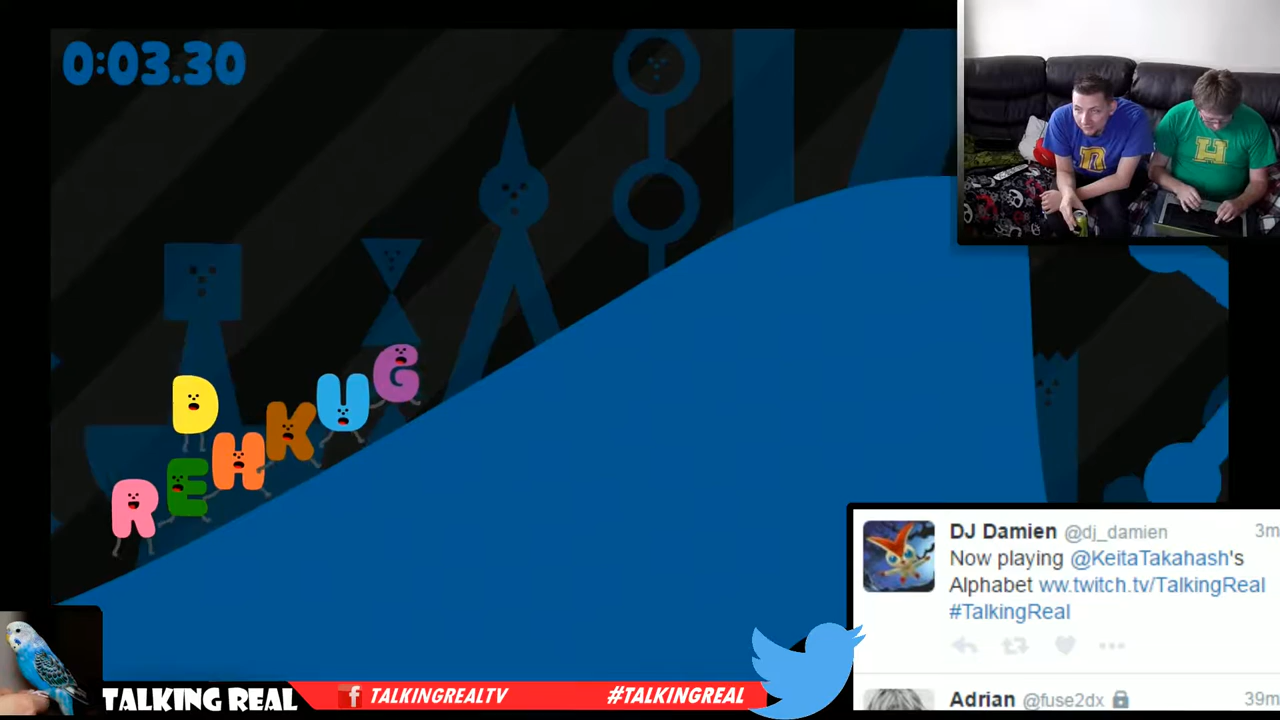 0:03.30
D
R E H K U G
n H
DJ Damien @dj_damien 3m
Now playing @KeitaTakahash's
Alphabet ww.twitch.tv/TalkingReal
#TalkingReal
Adrian @fuse2dx 39m
TALKING REAL
f TALKINGREALTV #TALKINGREAL